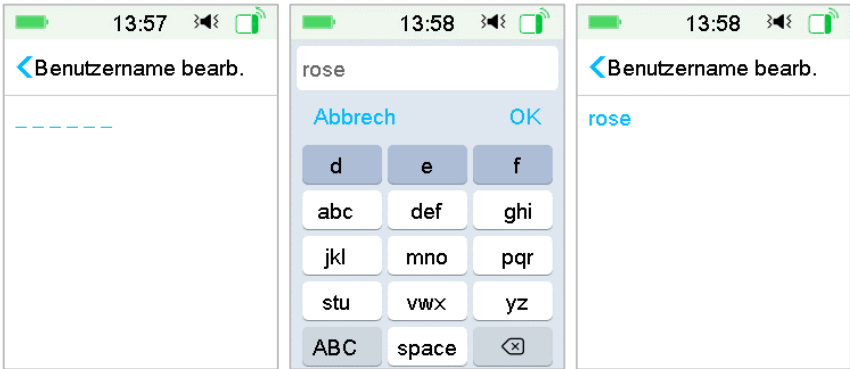 13:57
Benutzername bearb.
_ _ _ _ _ _
13:58
rose
Abbrech OK
d e f
abc def ghi
jkl mno pqr
stu vwx yz
ABC space
13:58
Benutzername bearb.
rose